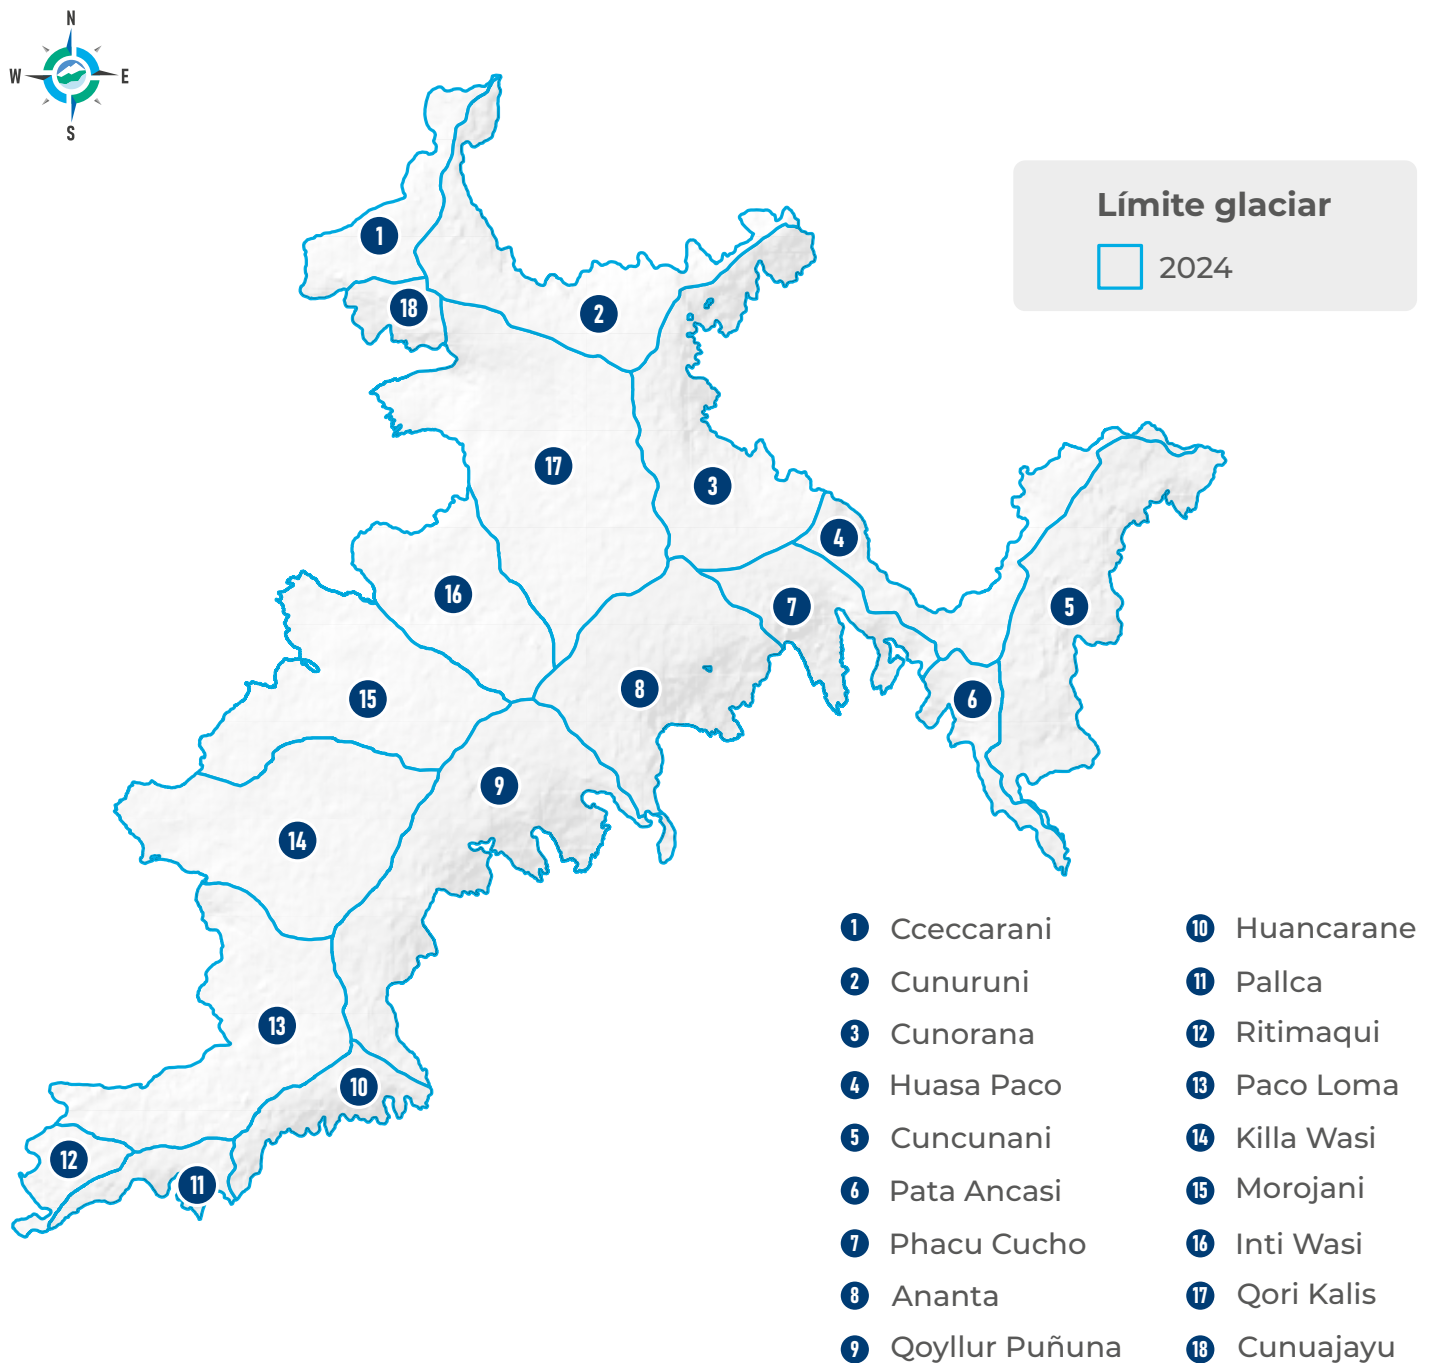 N
W E
S
Límite glaciar
2024
1
18
2
17
3
4
16
7
5
15
8
6
9
14
13
10
12
11
1 Cceccarani
2 Cunuruni
3 Cunorana
4 Huasa Paco
5 Cuncunani
6 Pata Ancasi
7 Phacu Cucho
8 Ananta
9 Qoyllur Puñuna
10 Huancarane
11 Pallca
12 Ritimaqui
13 Paco Loma
14 Killa Wasi
15 Morojani
16 Inti Wasi
17 Qori Kalis
18 Cunuajayu